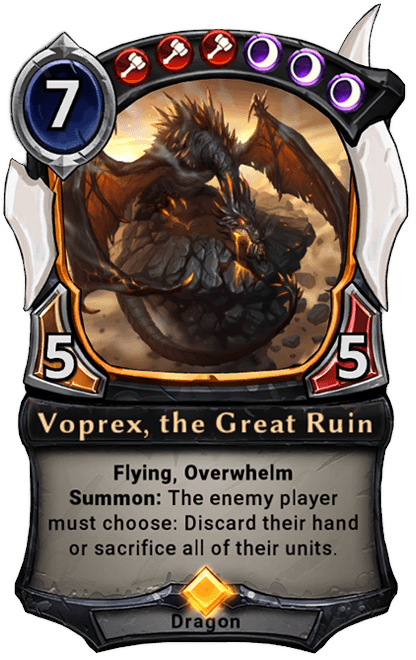 7
5
5
Voprex, the Great Ruin
Flying, Overwhelm
Summon: The enemy player
must choose: Discard their hand
or sacrifice all of their units.
Dragon